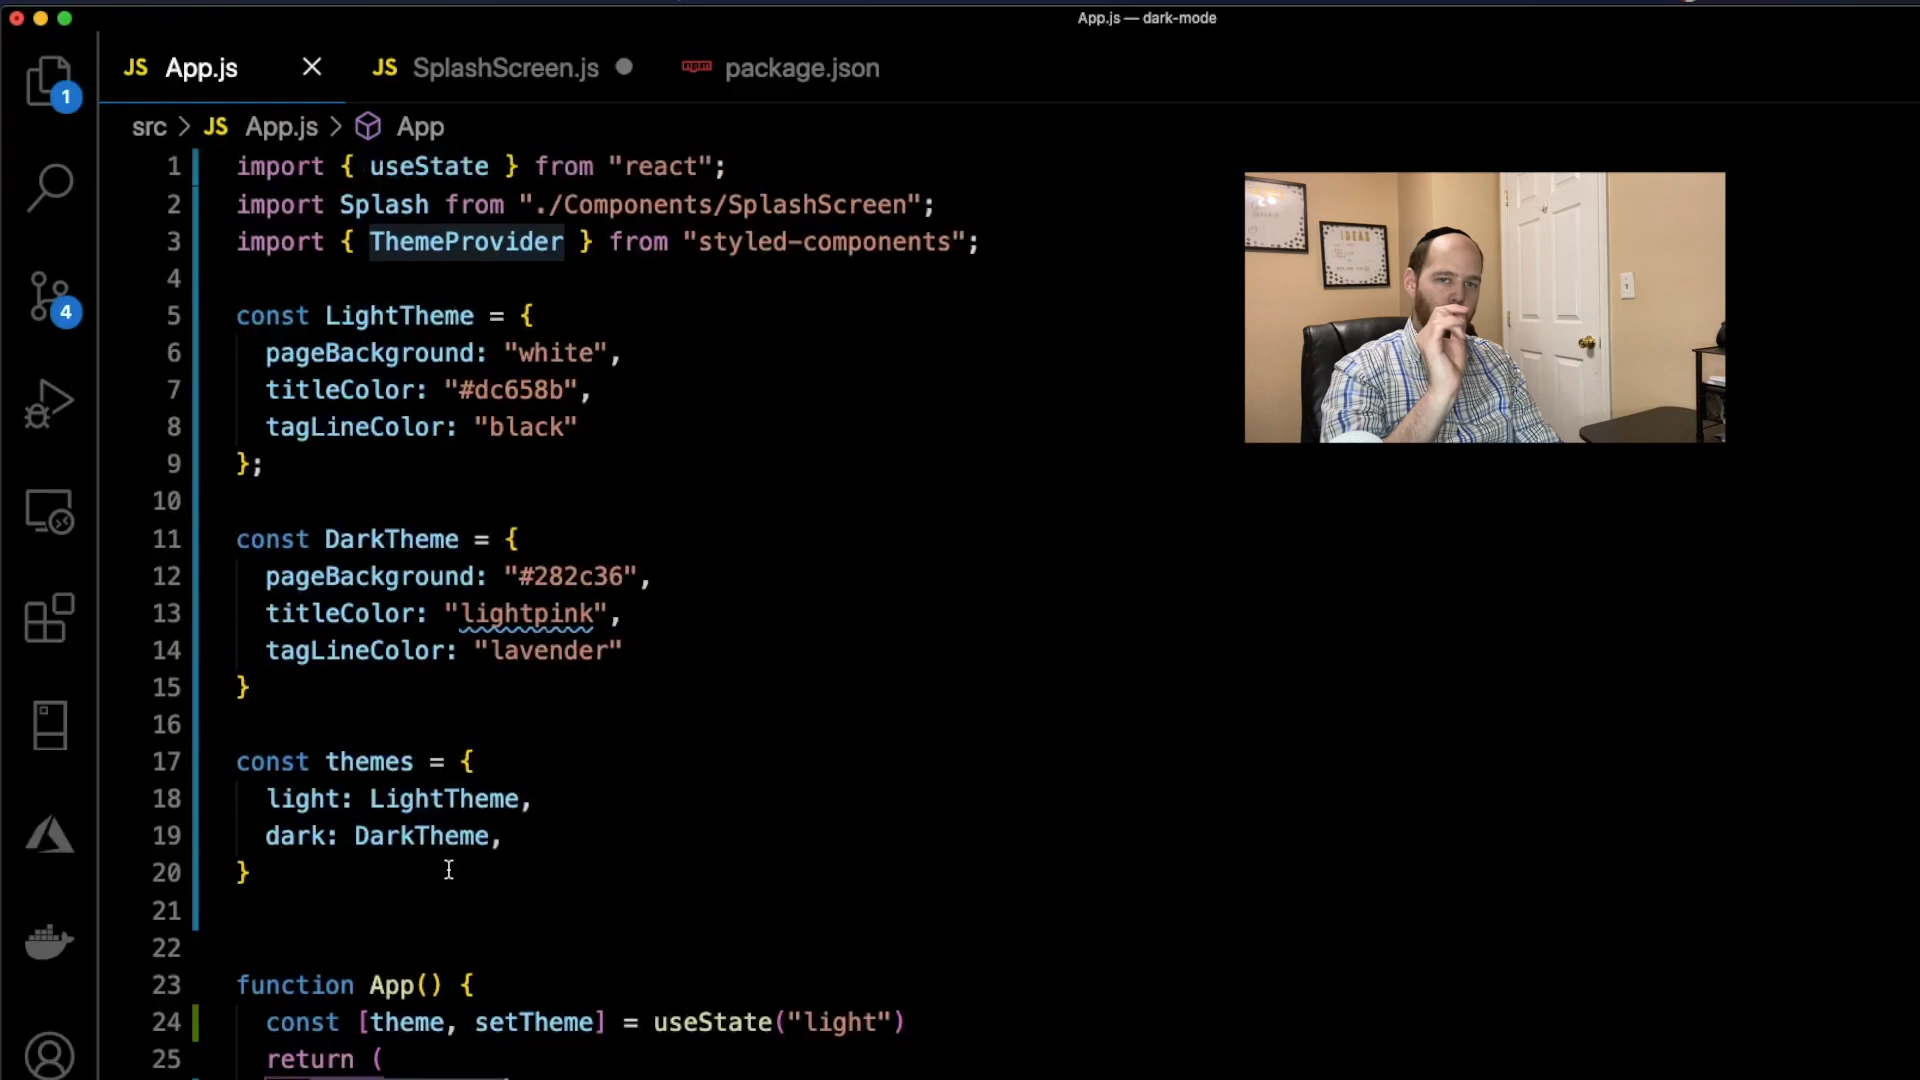 App.js — dark-mode
JS App.js JS SplashScreen.js npm package.json
1
src > JS App.js > App
1 import { useState } from "react";
2 import Splash from "./Components/SplashScreen";
3 import { ThemeProvider } from "styled-components";
4
5 const LightTheme = {
4
6 pageBackground: "white",
7 titleColor: "#dc658b",
8 tagLineColor: "black"
9 };
10
11 const DarkTheme = {
12 pageBackground: "#282c36",
13 titleColor: "lightpink",
14 tagLineColor: "lavender"
15 }
16
17 const themes = {
18 light: LightTheme,
19 dark: DarkTheme,
20 }
21
22
23 function App() {
24 const [theme, setTheme] = useState("light")
25 return (
IDEAS